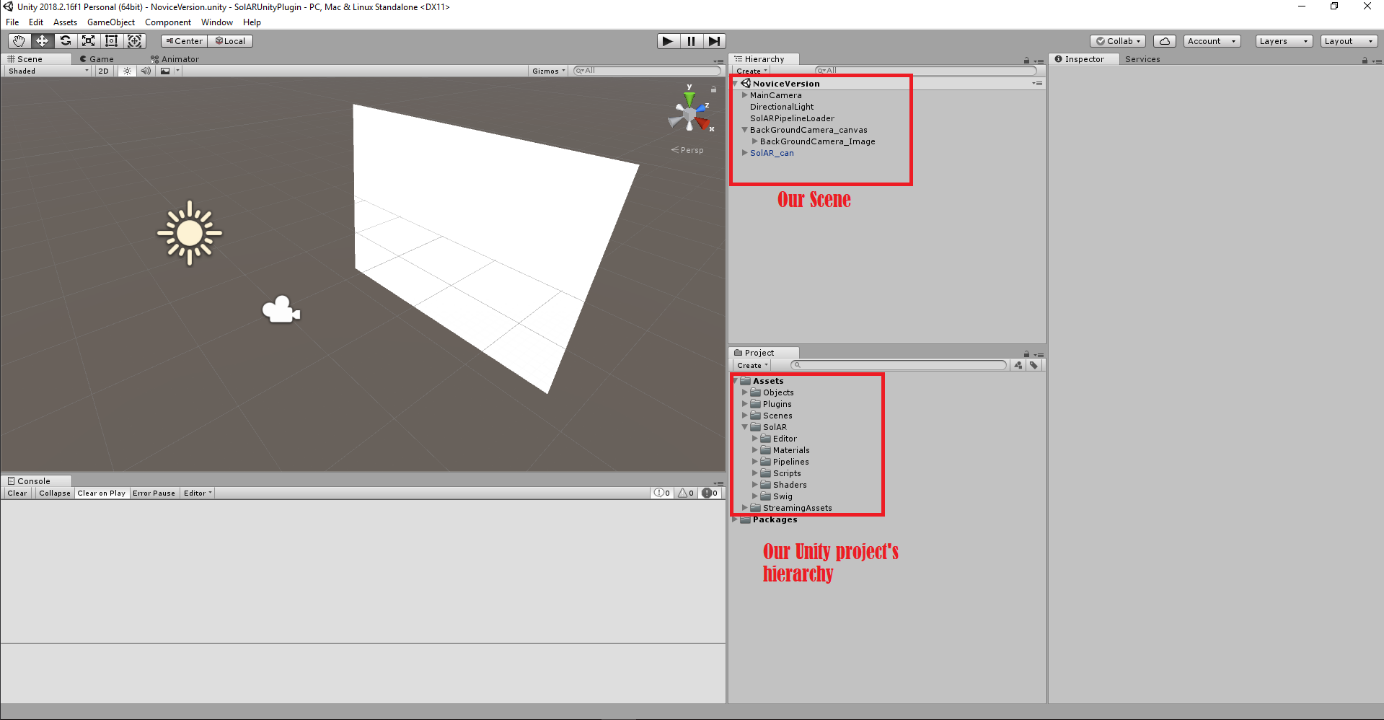 Unity 2018.2.16f1 Personal (64bit) - NoviceVersion.unity - SolARUnityPlugin - PC, Mac & Linux Standalone <DX11>
File Edit Assets GameObject Component Window Help
Center Local
Collab Account Layers Layout
Scene Game Animator
Shaded 2D Gizmos All
y
z
x
Persp
Hierarchy
Create All
NoviceVersion
MainCamera
DirectionalLight
SolARPipelineLoader
BackGroundCamera_canvas
BackGroundCamera_Image
SolAR_can
Our Scene
Inspector Services
Project
Create
Assets
Objects
Plugins
Scenes
SolAR
Editor
Materials
Pipelines
Scripts
Shaders
Swig
StreamingAssets
Packages
Our Unity project's
hierarchy
Console
Clear Collapse Clear on Play Error Pause Editor 0 0 0